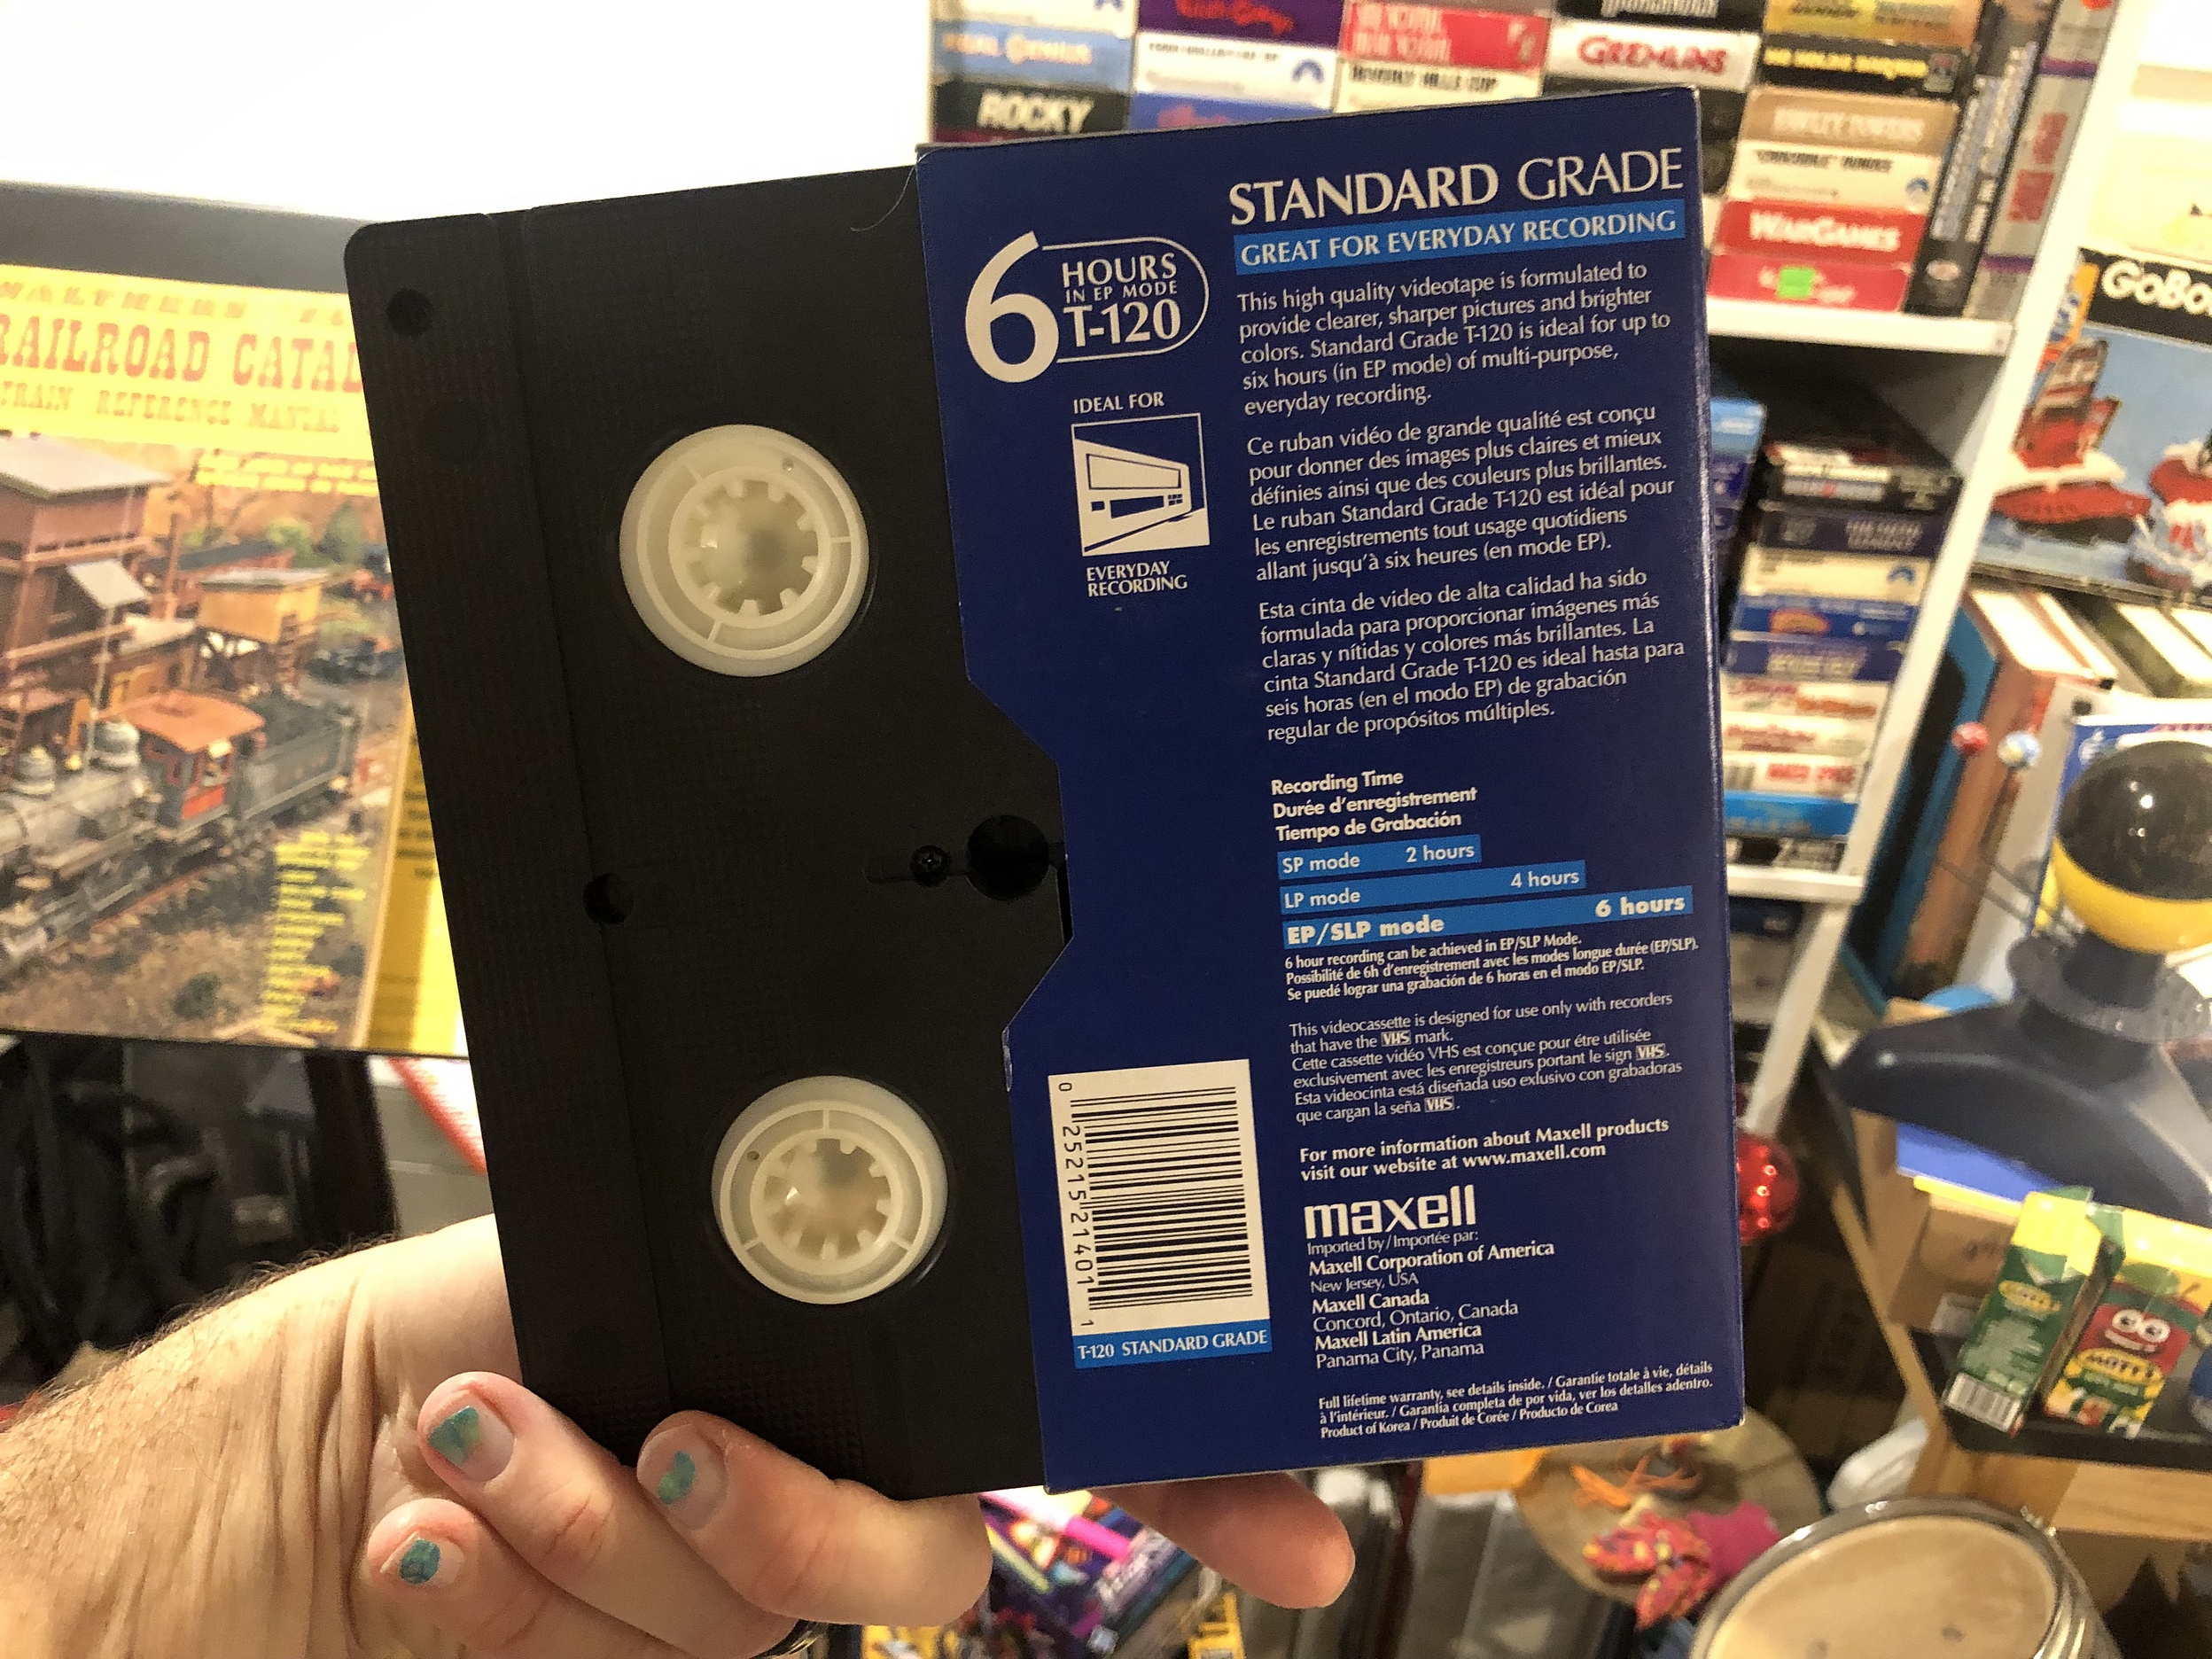 STANDARD GRADE
GREAT FOR EVERYDAY RECORDING
6 HOURS
IN EP MODE
T-120
This high quality videotape is formulated to
provide clearer, sharper pictures and brighter
colors. Standard Grade T-120 is ideal for up to
six hours (in EP mode) of multi-purpose,
everyday recording.
IDEAL FOR
EVERYDAY
RECORDING
Ce ruban vidéo de grande qualité est conçu
pour donner des images plus claires et mieux
définies ainsi que des couleurs plus brillantes.
Le ruban Standard Grade T-120 est idéal pour
les enregistrements tout usage quotidiens
allant jusqu'à six heures (en mode EP).
Esta cinta de video de alta calidad ha sido
formulada para proporcionar imágenes más
claras y nítidas y colores más brillantes. La
cinta Standard Grade T-120 es ideal hasta para
seis horas (en el modo EP) de grabación
regular de propósitos múltiples.
Recording Time
Durée d'enregistrement
Tiempo de Grabación
SP mode 2 hours
LP mode 4 hours
EP/SLP mode 6 hours
6 hour recording can be achieved in EP/SLP Mode.
Possibilité de 6h d'enregistrement avec les modes longue durée (EP/SLP).
Se puedé lograr una grabación de 6 horas en el modo EP/SLP.
This videocassette is designed for use only with recorders
that have the VHS mark.
Cette cassette vidéo VHS est conçue pour étre utilisée
exclusivement avec les enregistreurs portant le sign VHS.
Esta videocinta está diseñada uso exlusivo con grabadoras
que cargan la seña VHS.
For more information about Maxell products
visit our website at www.maxell.com
maxell
Imported by / Importée par:
Maxell Corporation of America
New Jersey, USA
Maxell Canada
Concord, Ontario, Canada
Maxell Latin America
Panama City, Panama
Full lifetime warranty, see details inside. / Garantie totale à vie, détails
à l'intérieur. / Garantía completa de por vida, ver los detalles adentro.
Product of Korea / Produit de Corée / Producto de Corea
0 25215 21401 1
T-120 STANDARD GRADE
RAILROAD CATAL
TRAIN REFERENCE MANUAL
REAL GENIUS
ROCKY
GREMLINS
BEVERLY HILLS COP
FAWLTY TOWERS
"CROCODILE" DUNDEE
WARGAMES
GoBo
MOTT'S